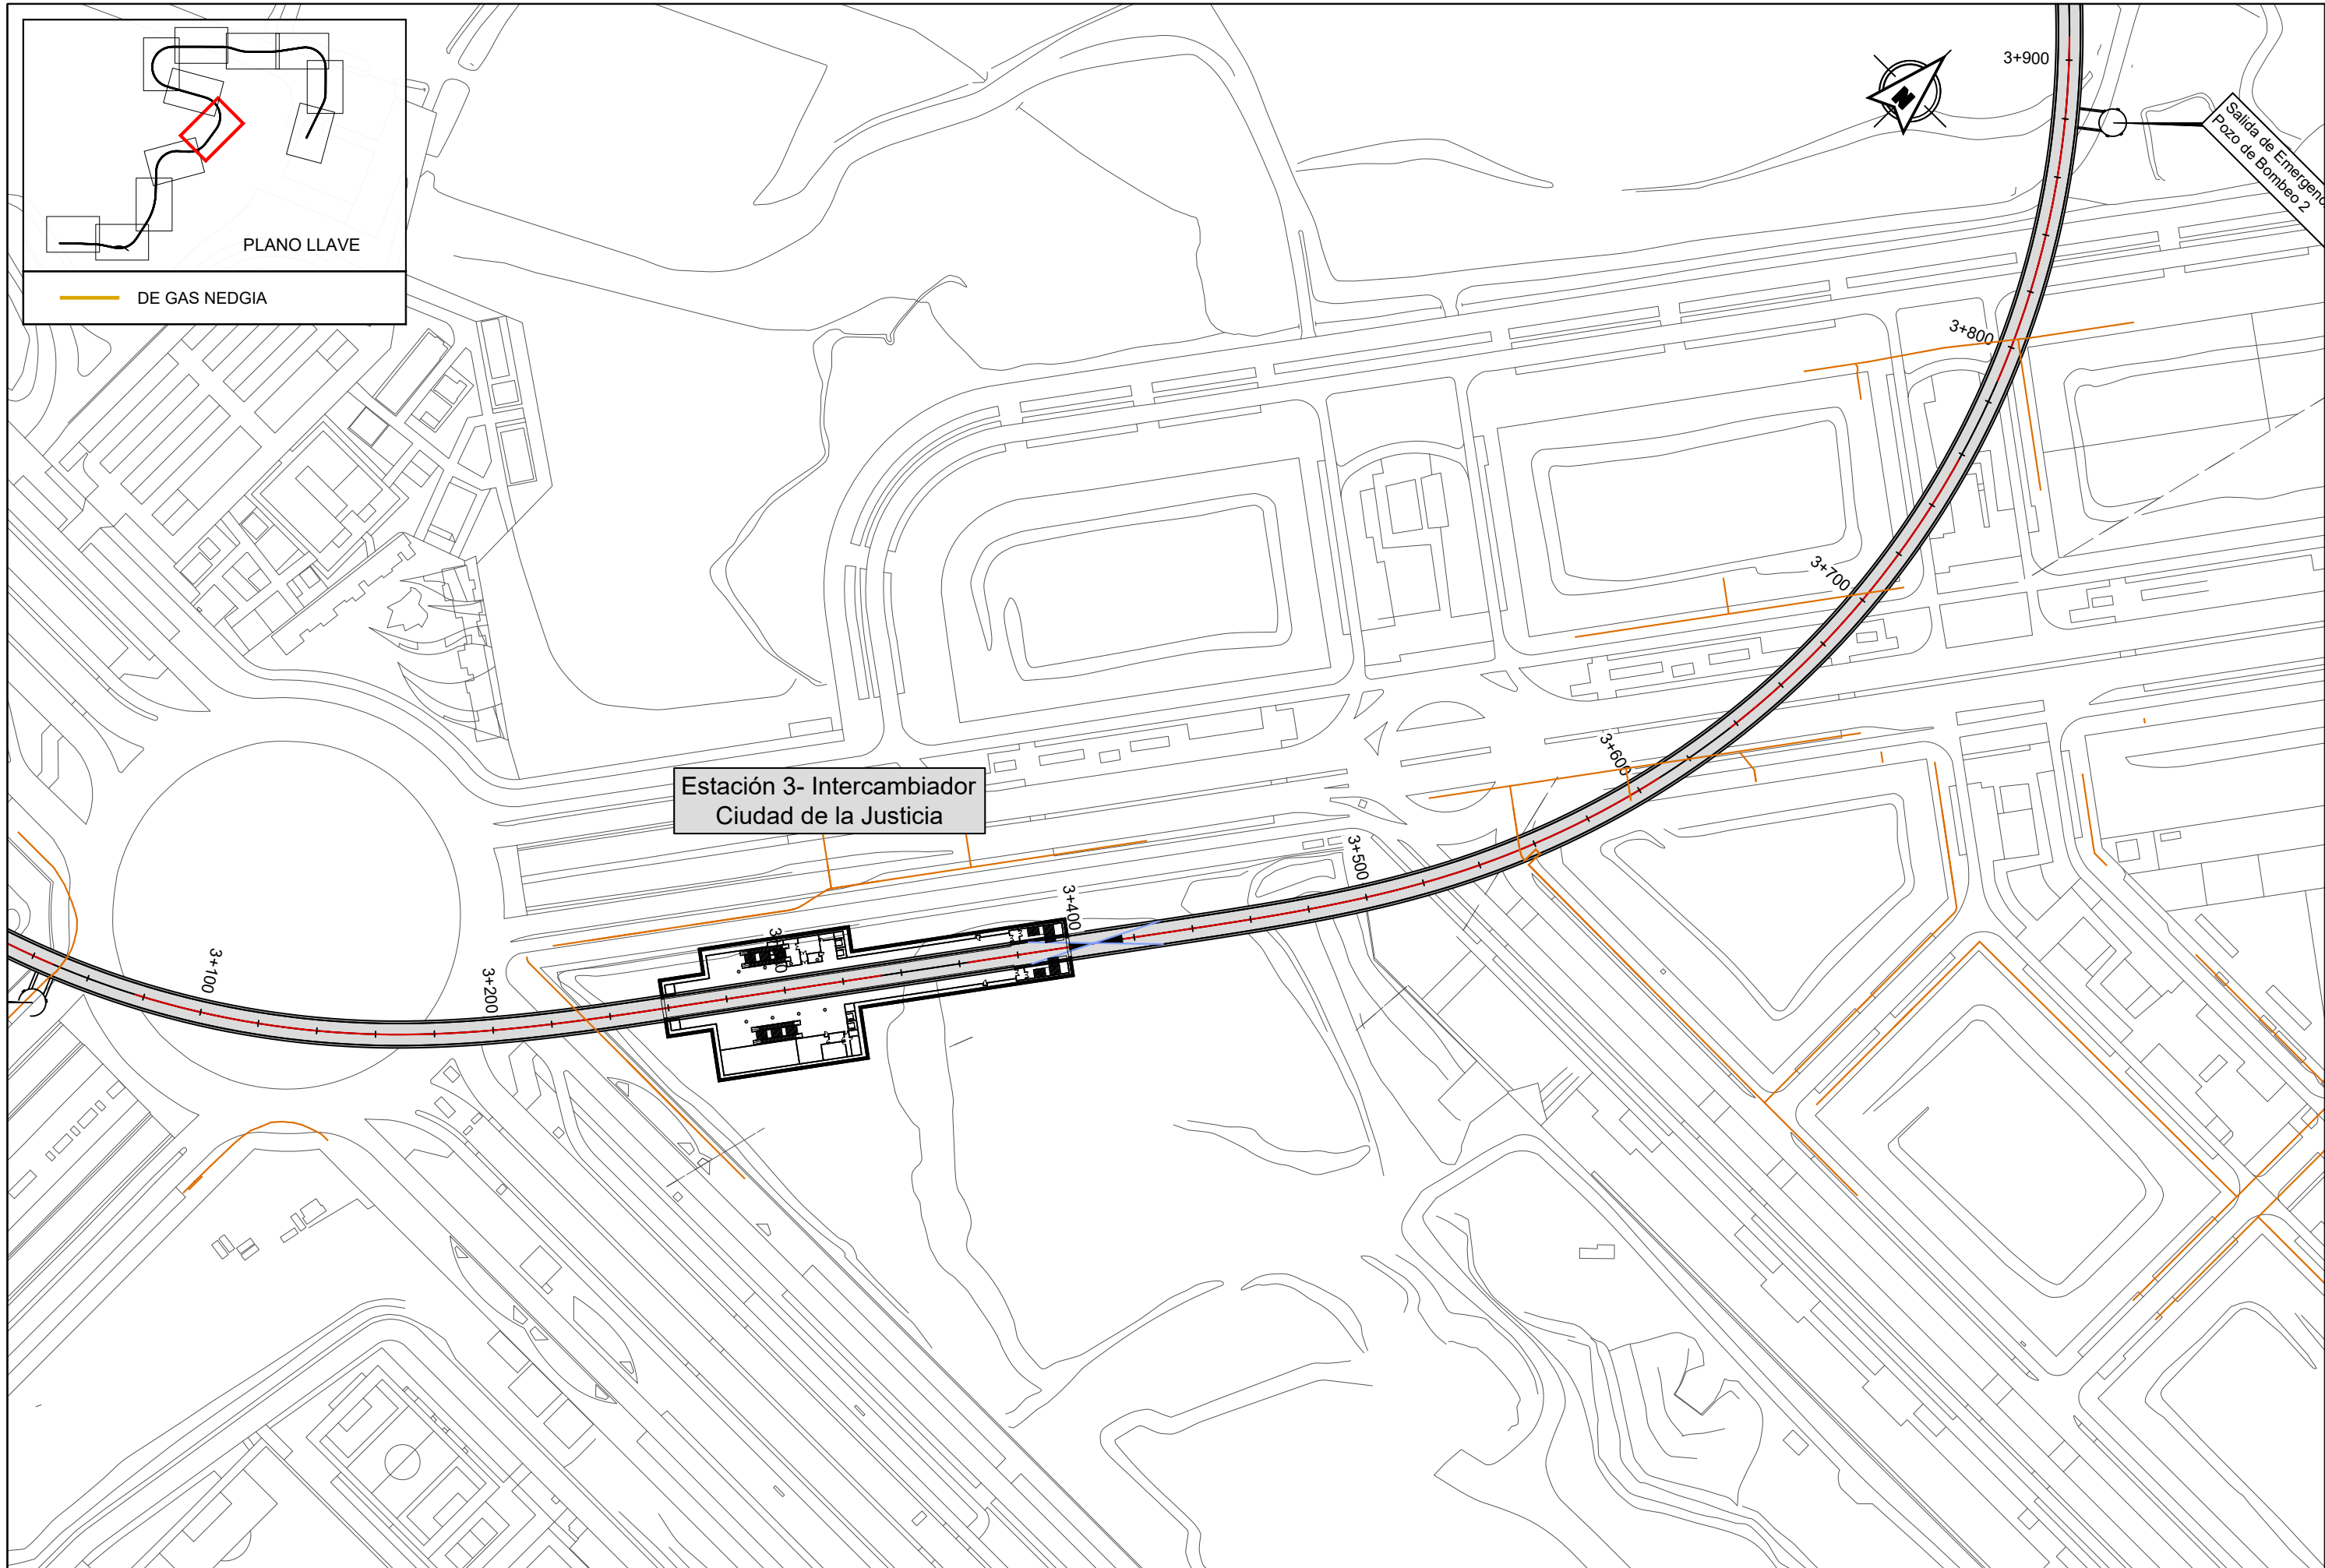 PLANO LLAVE
DE GAS NEDGIA
N
3+900
Salida de Emergenc
Pozo de Bombeo 2
3+800
3+700
3+600
Estación 3- Intercambiador
Ciudad de la Justicia
3+500
3+400
3+200
3+100